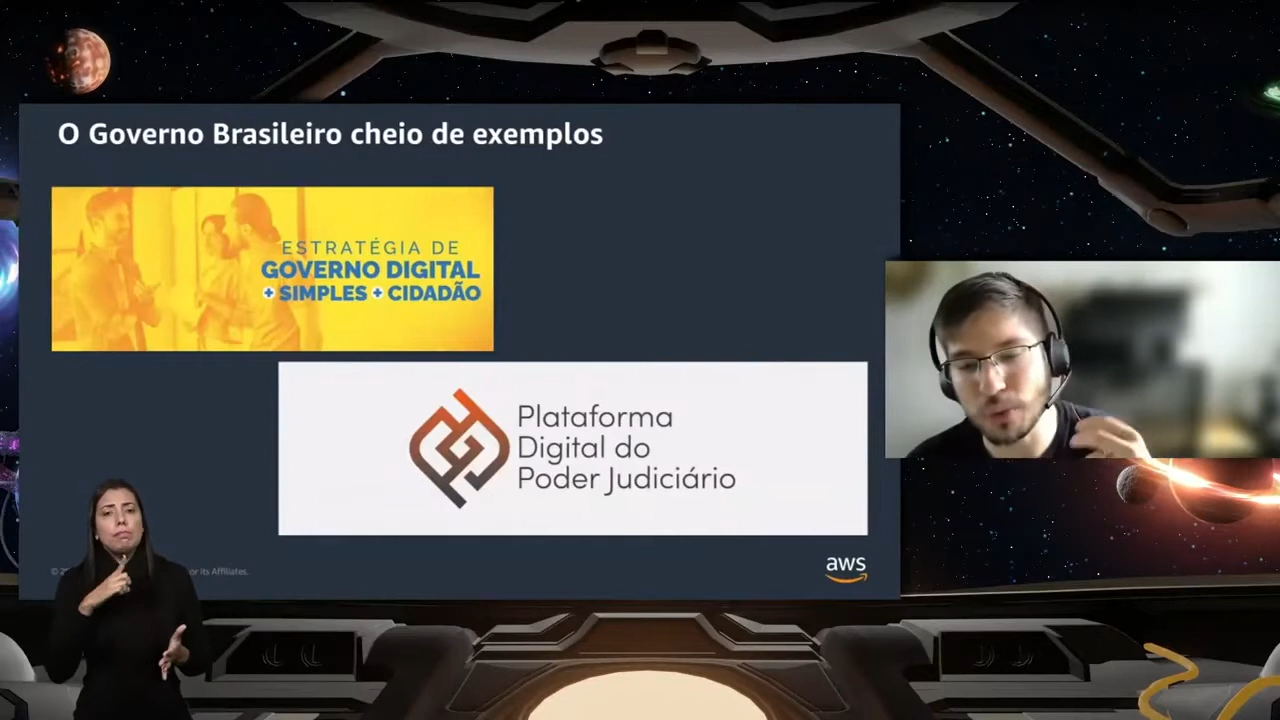 O Governo Brasileiro cheio de exemplos
ESTRATÉGIA DE
GOVERNO DIGITAL
+ SIMPLES + CIDADÃO
Plataforma
Digital do
Poder Judiciário
or its Affiliates.
aws